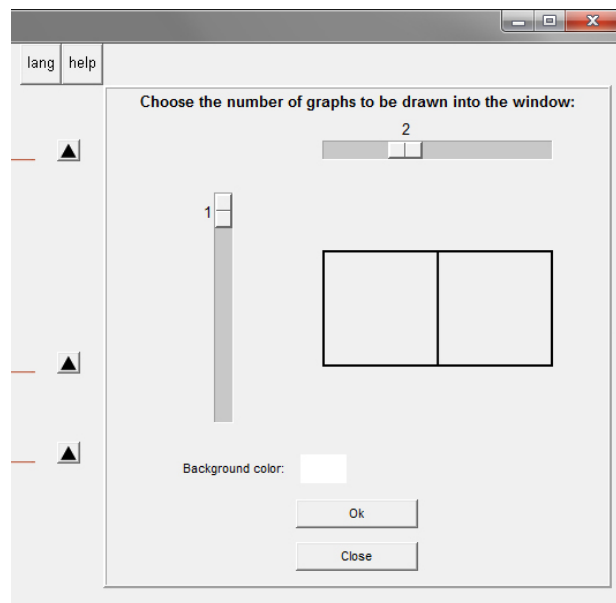 lang help
Choose the number of graphs to be drawn into the window:
2
1
Background color:
Ok
Close